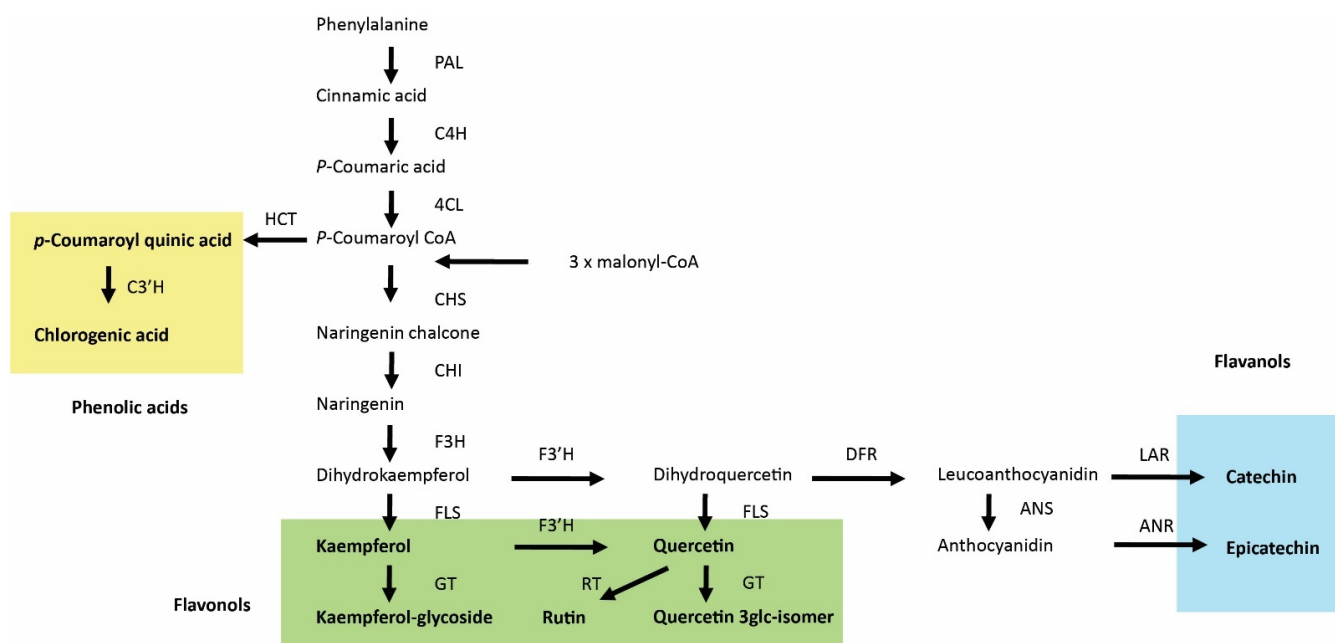 Phenylalanine
PAL
Cinnamic acid
C4H
P-Coumaric acid
4CL
HCT
p-Coumaroyl quinic acid
P-Coumaroyl CoA
3 x malonyl-CoA
C3’H
CHS
Chlorogenic acid
Naringenin chalcone
CHI
Flavanols
Phenolic acids
Naringenin
F3H
F3’H
DFR
LAR
Dihydrokaempferol
Dihydroquercetin
Leucoanthocyanidin
Catechin
FLS
F3’H
FLS
ANS
ANR
Kaempferol
Quercetin
Anthocyanidin
Epicatechin
GT
RT
GT
Flavonols
Kaempferol-glycoside
Rutin
Quercetin 3glc-isomer